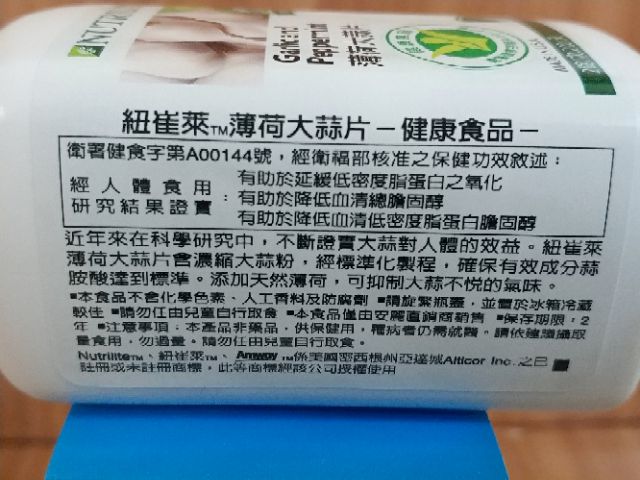 NUTRI
Garlic and
Peppermint
薄荷大蒜片
紐崔萊™薄荷大蒜片－健康食品－
衛署健食字第A00144號，經衛福部核准之保健功效敘述：
經人體食用
研究結果證實：
有助於延緩低密度脂蛋白之氧化
有助於降低血清總膽固醇
有助於降低血清低密度脂蛋白膽固醇
近年來在科學研究中，不斷證實大蒜對人體的效益。紐崔萊
薄荷大蒜片含濃縮大蒜粉，經標準化製程，確保有效成分蒜
胺酸達到標準。添加天然薄荷，可抑制大蒜不悅的氣味。
▪本食品不含化學色素、人工香料及防腐劑 ▪請旋緊瓶蓋，並置於冰箱冷藏
較佳 ▪請勿任由兒童自行取食 ▪本食品僅由安麗直銷商銷售 ▪保存期限：2
年 ▪注意事項：本產品非藥品，供保健用，罹病者仍需就醫。請依建議攝取
量食用，勿過量。請勿任由兒童自行取食。
Nutrilite™、紐崔萊™、Amway™係美國密西根州亞達城Alticor Inc.之已
註冊或未註冊商標，此等商標經該公司授權使用